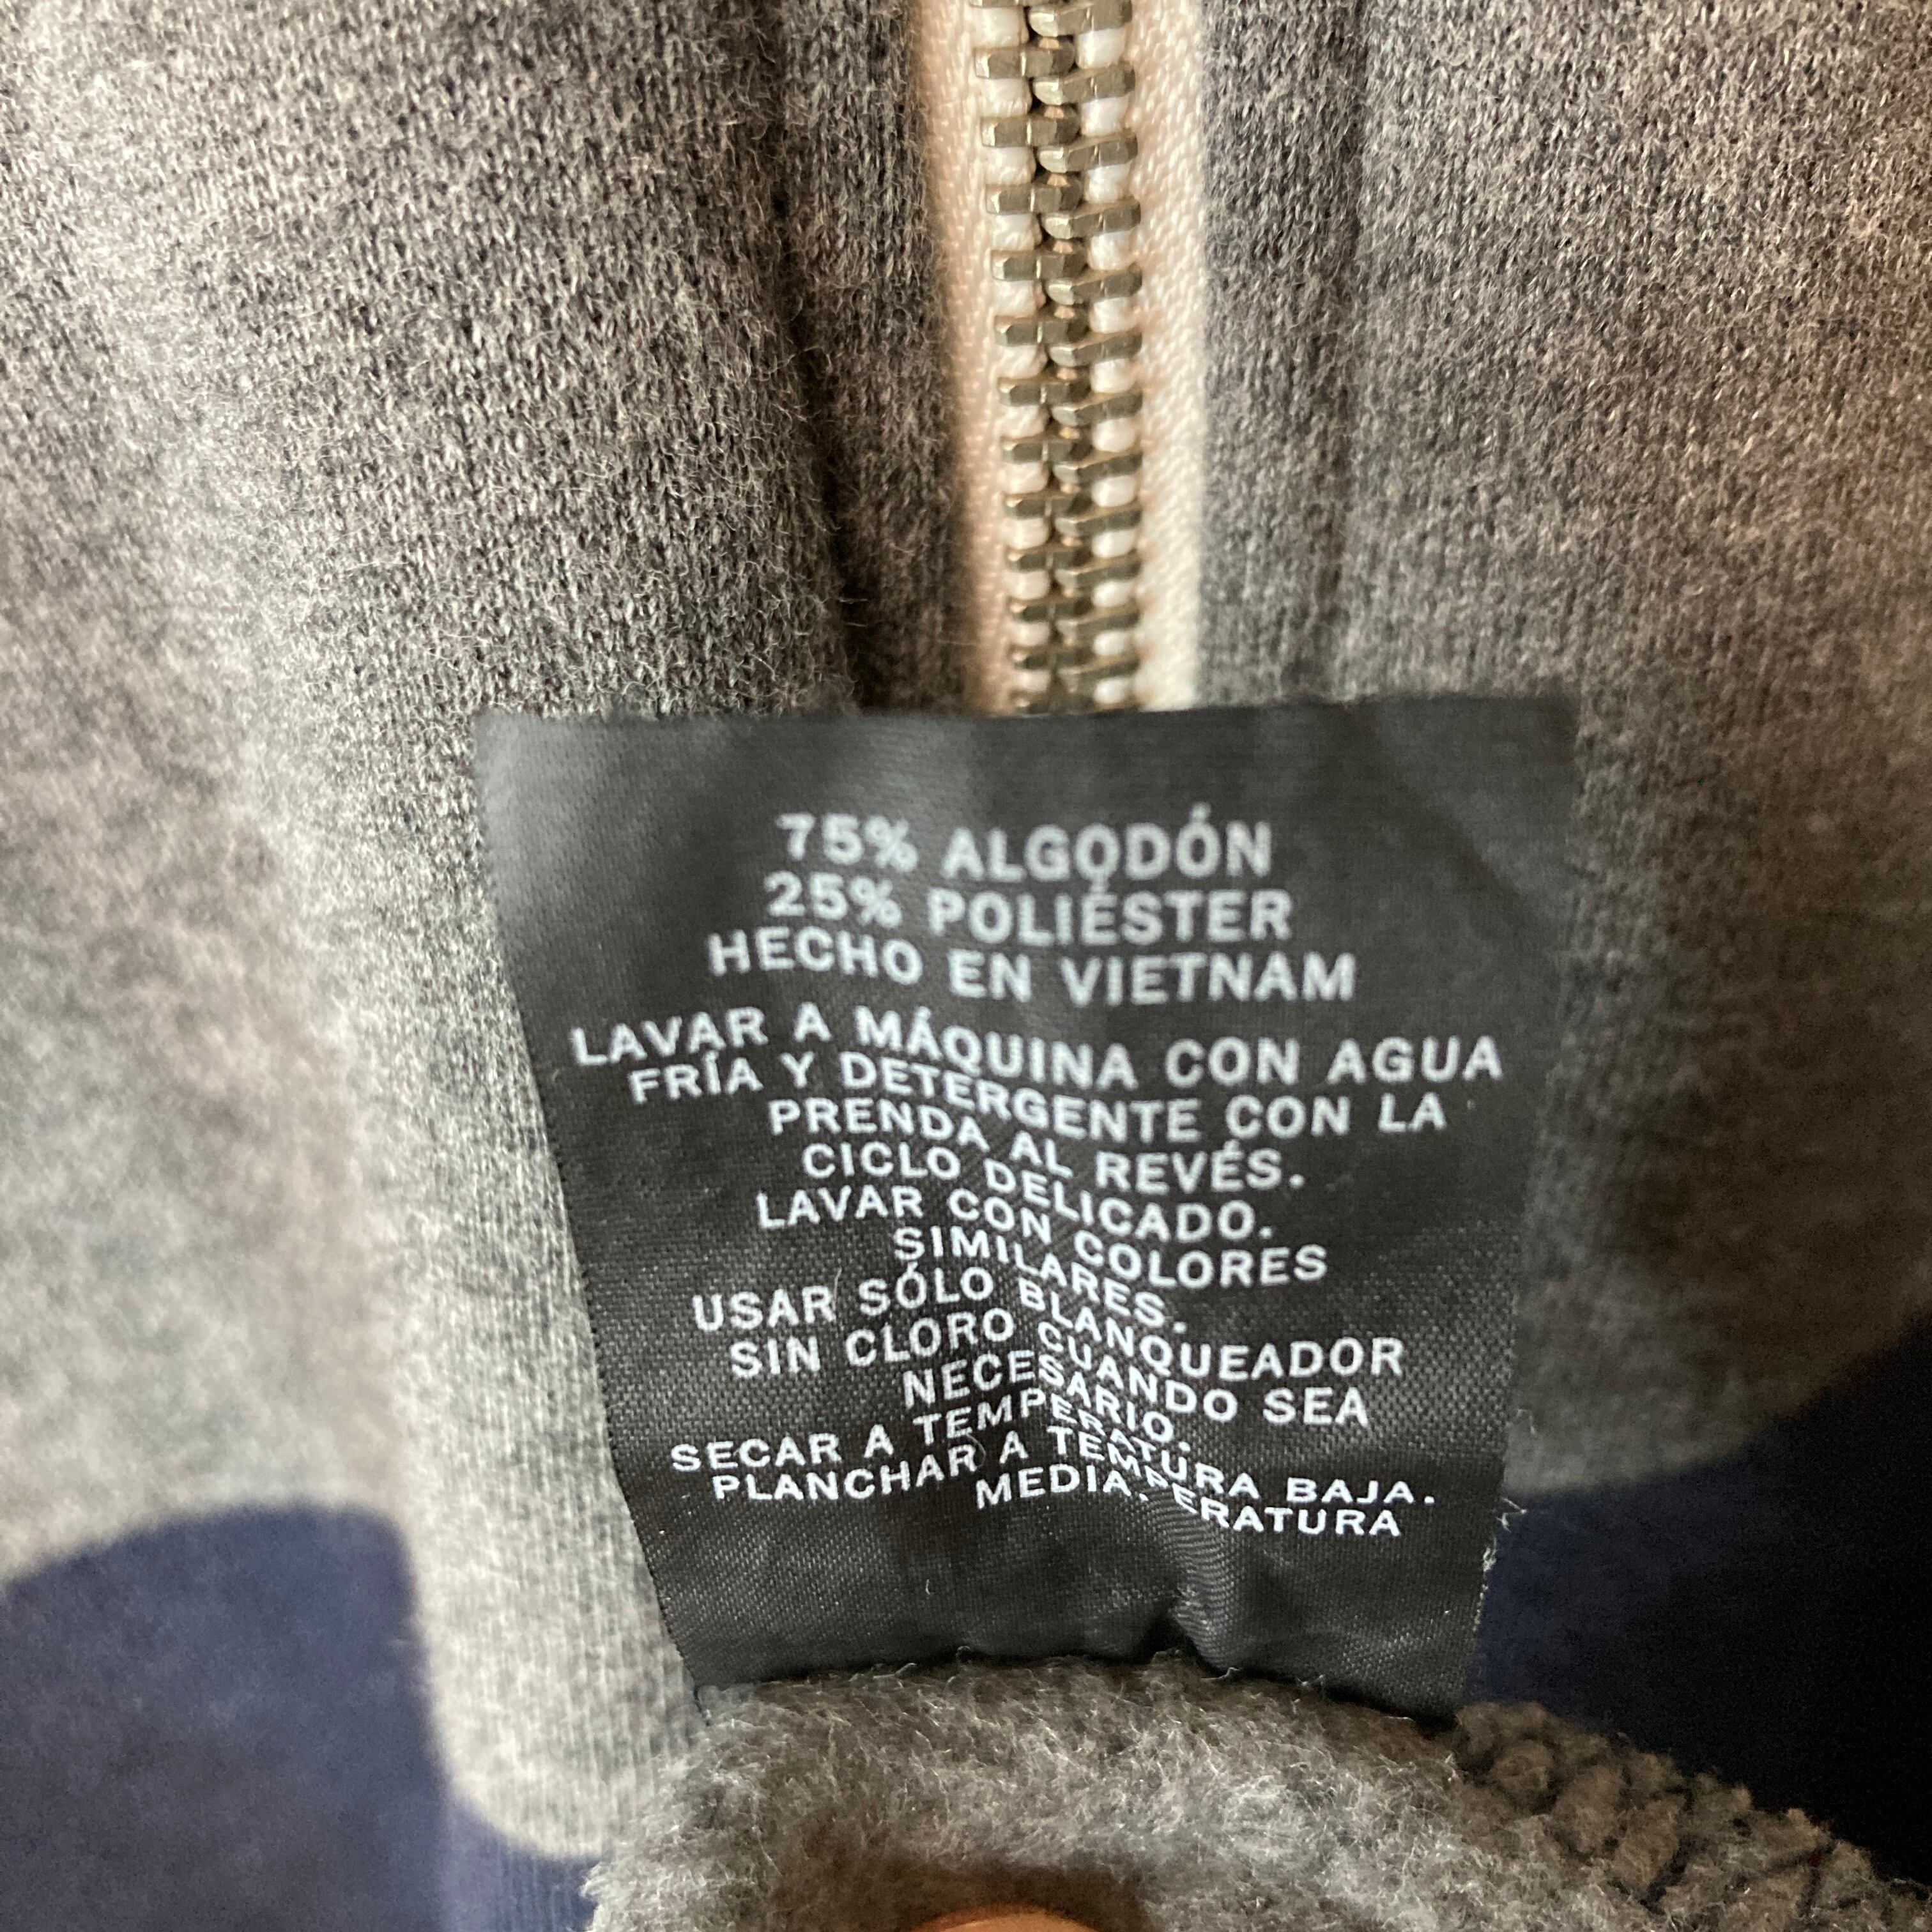 75% ALGODÓN
25% POLIÉSTER
HECHO EN VIETNAM
LAVAR A MÁQUINA CON AGUA
FRÍA Y DETERGENTE CON LA
PRENDA AL REVÉS.
CICLO DELICADO.
LAVAR CON COLORES
SIMILARES.
USAR SÓLO BLANQUEADOR
SIN CLORO CUANDO SEA
NECESARIO.
SECAR A TEMPERATURA BAJA.
PLANCHAR A TEMPERATURA
MEDIA.